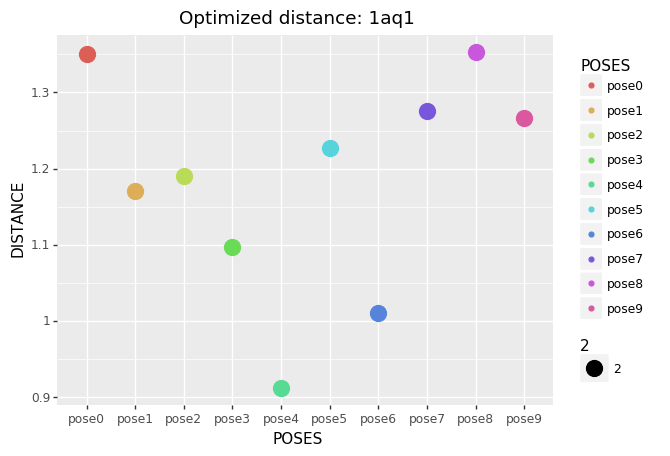 Optimized distance: 1aq1
DISTANCE
1.3
1.2
1.1
1
0.9
pose0 pose1 pose2 pose3 pose4 pose5 pose6 pose7 pose8 pose9
POSES
POSES
pose0
pose1
pose2
pose3
pose4
pose5
pose6
pose7
pose8
pose9
2
2